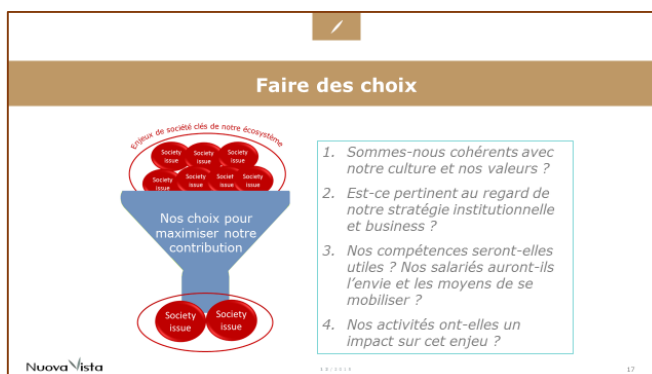 Faire des choix
Enjeux de société clés de notre écosystème
Society issue
Society issue
Society issue
Society issue
Society issue
Society issue
Society issue
Nos choix pour
maximiser notre
contribution
Society issue
Society issue
1. Sommes-nous cohérents avec
notre culture et nos valeurs ?
2. Est-ce pertinent au regard de
notre stratégie institutionnelle
et business ?
3. Nos compétences seront-elles
utiles ? Nos salariés auront-ils
l'envie et les moyens de se
mobiliser ?
4. Nos activités ont-elles un
impact sur cet enjeu ?
Nuova Vista
17